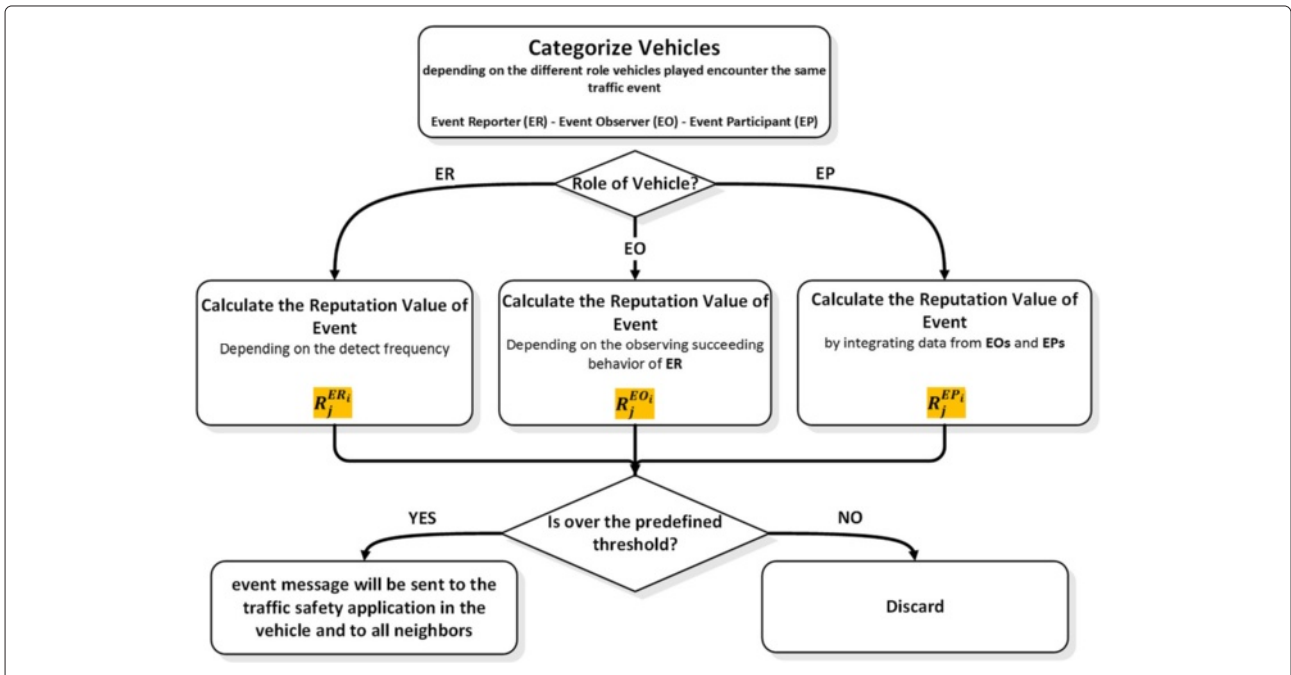 Categorize Vehicles
depending on the different role vehicles played encounter the same
traffic event
Event Reporter (ER) - Event Observer (EO) - Event Participant (EP)
ER
Role of Vehicle?
EP
EO
Calculate the Reputation Value of
Event
Depending on the detect frequency
R_j^{ER_i}
Calculate the Reputation Value of
Event
Depending on the observing succeeding
behavior of ER
R_j^{EO_i}
Calculate the Reputation Value of
Event
by integrating data from EOs and EPs
R_j^{EP_i}
YES
Is over the predefined
threshold?
NO
event message will be sent to the
traffic safety application in the
vehicle and to all neighbors
Discard